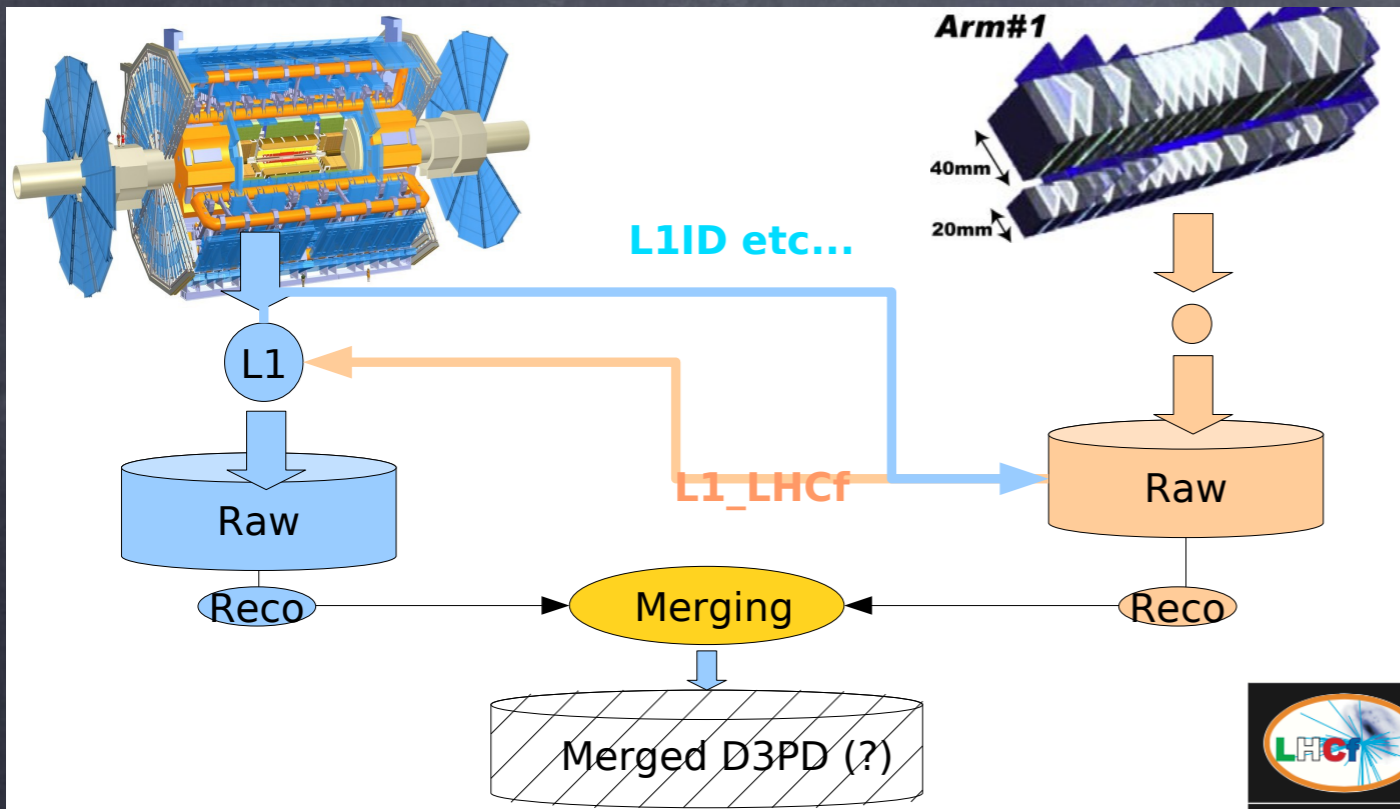 Arm#1
40mm
20mm
L1ID etc...
L1
L1_LHCf
Raw
Raw
Reco
Merging
Reco
Merged D3PD (?)
LHCf